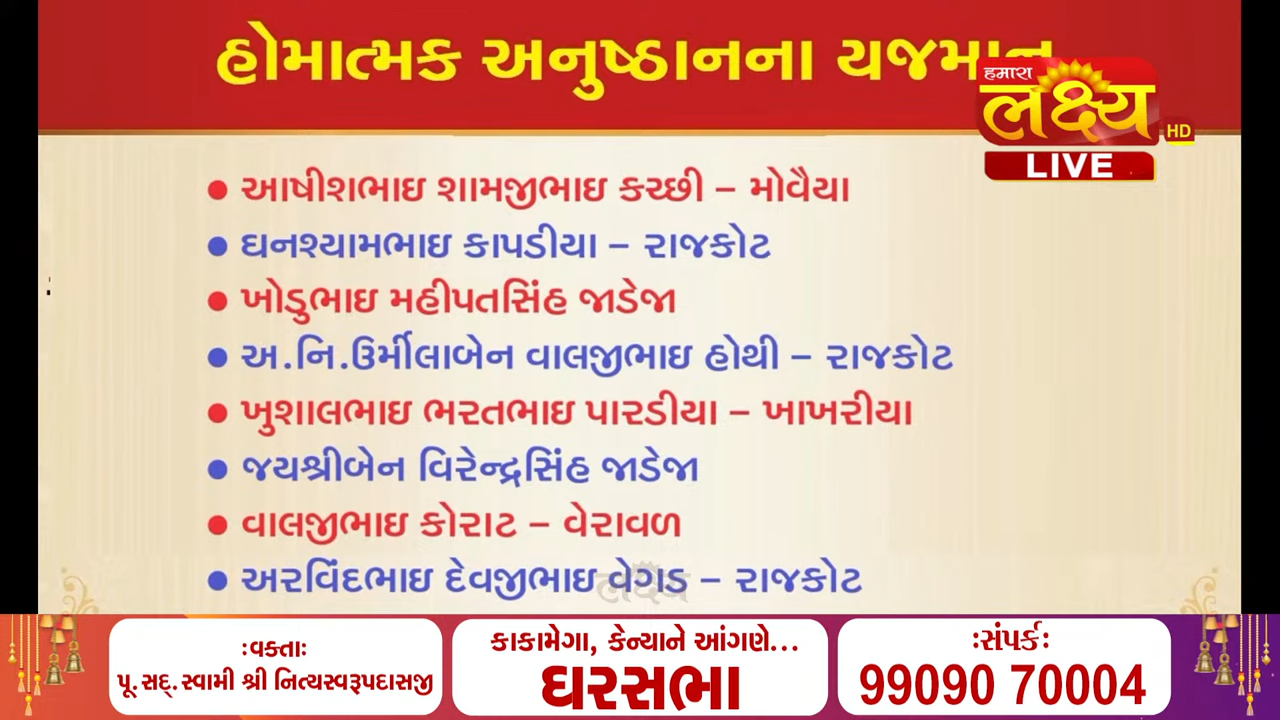 હોમાત્મક અનુષ્ઠાનના યજમાન
હમારા
લક્ષ્ય
HD
LIVE
• આષીશભાઇ શામજીભાઇ કચ્છી – મોવૈયા
• ઘનશ્યામભાઇ કાપડીયા – રાજકોટ
• ખોડુભાઇ મહીપતસિંહ જાડેજા
• અ.નિ.ઉર્મીલાબેન વાલજીભાઇ હોથી – રાજકોટ
• ખુશાલભાઇ ભરતભાઇ પારડીયા – ખાખરીયા
• જયશ્રીબેન વિરેન્દ્રસિંહ જાડેજા
• વાલજીભાઇ કોરાટ – વેરાવળ
• અરવિંદભાઇ દેવજીભાઇ વેગડ – રાજકોટ
લક્ષ્ય
:વક્તા:
પૂ.સદ્.સ્વામી શ્રી નિત્યસ્વરૂપદાસજી
કાકામેગા, કેન્યાને આંગણે...
ઘરસભા
:સંપર્ક:
99090 70004